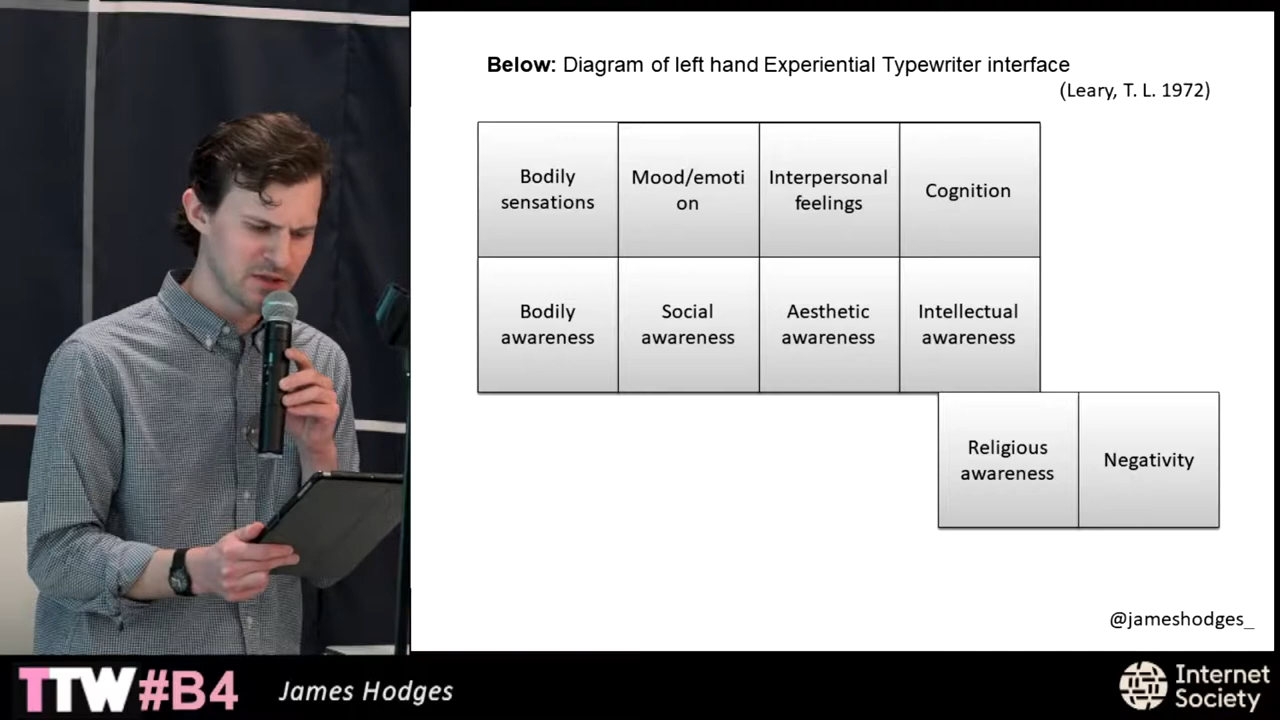 Below: Diagram of left hand Experiential Typewriter interface
(Leary, T. L. 1972)
Bodily
sensations
Mood/emoti
on
Interpersonal
feelings
Cognition
Bodily
awareness
Social
awareness
Aesthetic
awareness
Intellectual
awareness
Religious
awareness
Negativity
@jameshodges_
TTW#B4
James Hodges
Internet
Society